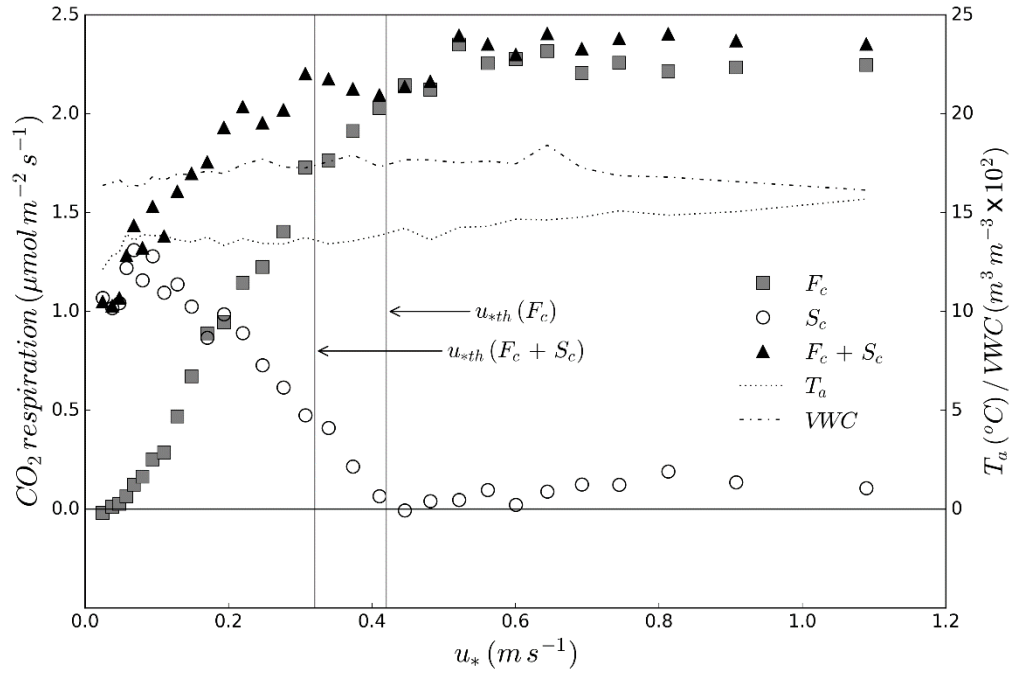 CO₂ respiration (μmol m⁻² s⁻¹)
2.5
2.0
1.5
1.0
0.5
0.0
25
20
15
10
5
0
Tₐ (°C) / VWC (m³ m⁻³ x 10²)
u*th (Fc)
u*th (Fc + Sc)
Fc
Sc
Fc + Sc
Tₐ
VWC
0.0 0.2 0.4 0.6 0.8 1.0 1.2
u* (m s⁻¹)